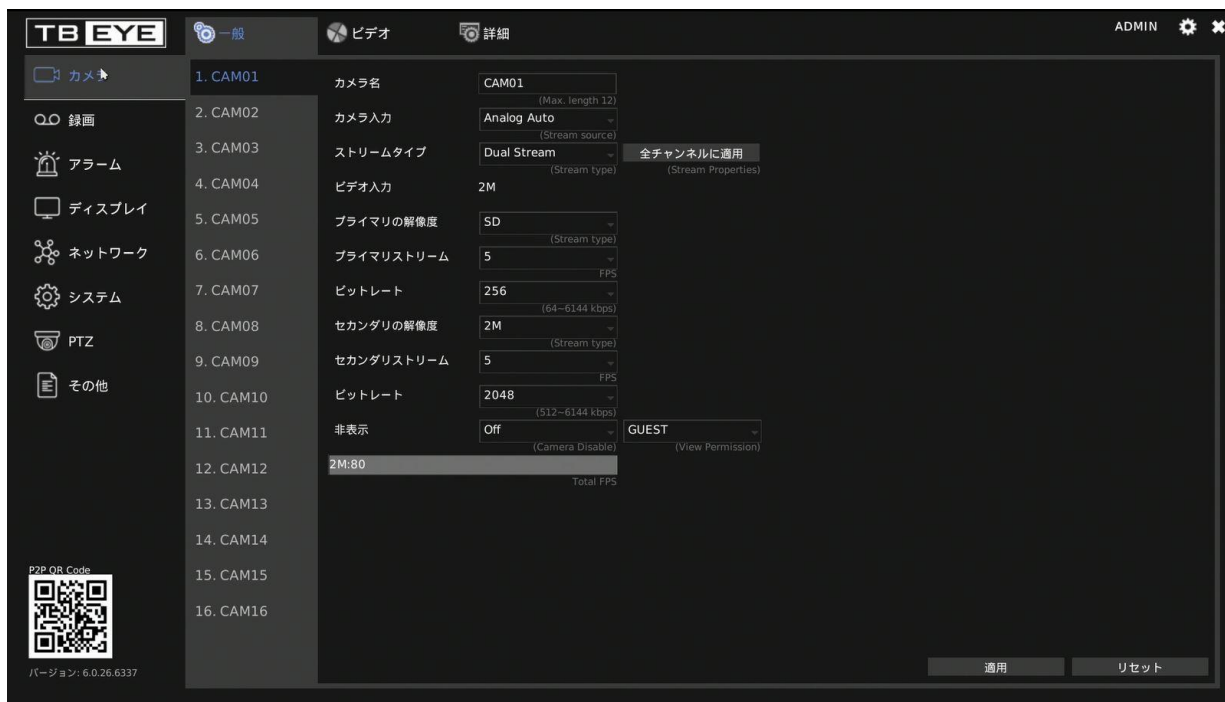 TB EYE
一般
ビデオ
詳細
ADMIN
カメラ
録画
アラーム
ディスプレイ
ネットワーク
システム
PTZ
その他
P2P QR Code
バージョン: 6.0.26.6337
1. CAM01
2. CAM02
3. CAM03
4. CAM04
5. CAM05
6. CAM06
7. CAM07
8. CAM08
9. CAM09
10. CAM10
11. CAM11
12. CAM12
13. CAM13
14. CAM14
15. CAM15
16. CAM16
カメラ名 CAM01
(Max. length 12)
カメラ入力 Analog Auto
(Stream source)
ストリームタイプ Dual Stream 全チャンネルに適用
(Stream type) (Stream Properties)
ビデオ入力 2M
プライマリの解像度 SD
(Stream type)
プライマリストリーム 5
FPS
ビットレート 256
(64~6144 kbps)
セカンダリの解像度 2M
(Stream type)
セカンダリストリーム 5
FPS
ビットレート 2048
(512~6144 kbps)
非表示 Off GUEST
(Camera Disable) (View Permission)
2M:80
Total FPS
適用 リセット